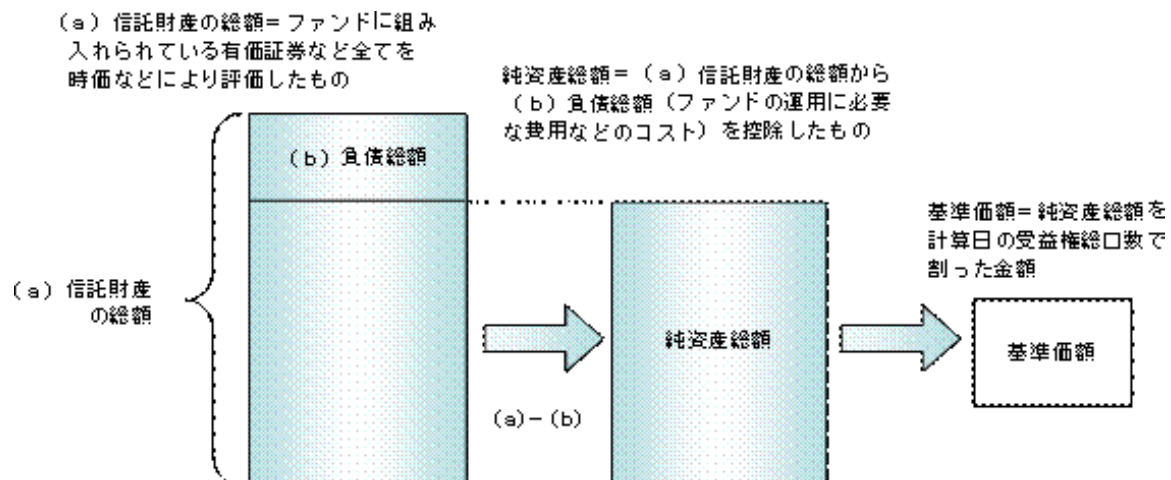 (a) 信託財産の総額=ファンドに組み
入れられている有価証券など全てを
時価などにより評価したもの
純資産総額=(a) 信託財産の総額から
(b) 負債総額(ファンドの運用に必要
な費用などのコスト)を控除したもの
(b) 負債総額
基準価額=純資産総額を
計算日の受益権総口数で
割った金額
(a) 信託財産
の総額
純資産総額
基準価額
(a)-(b)